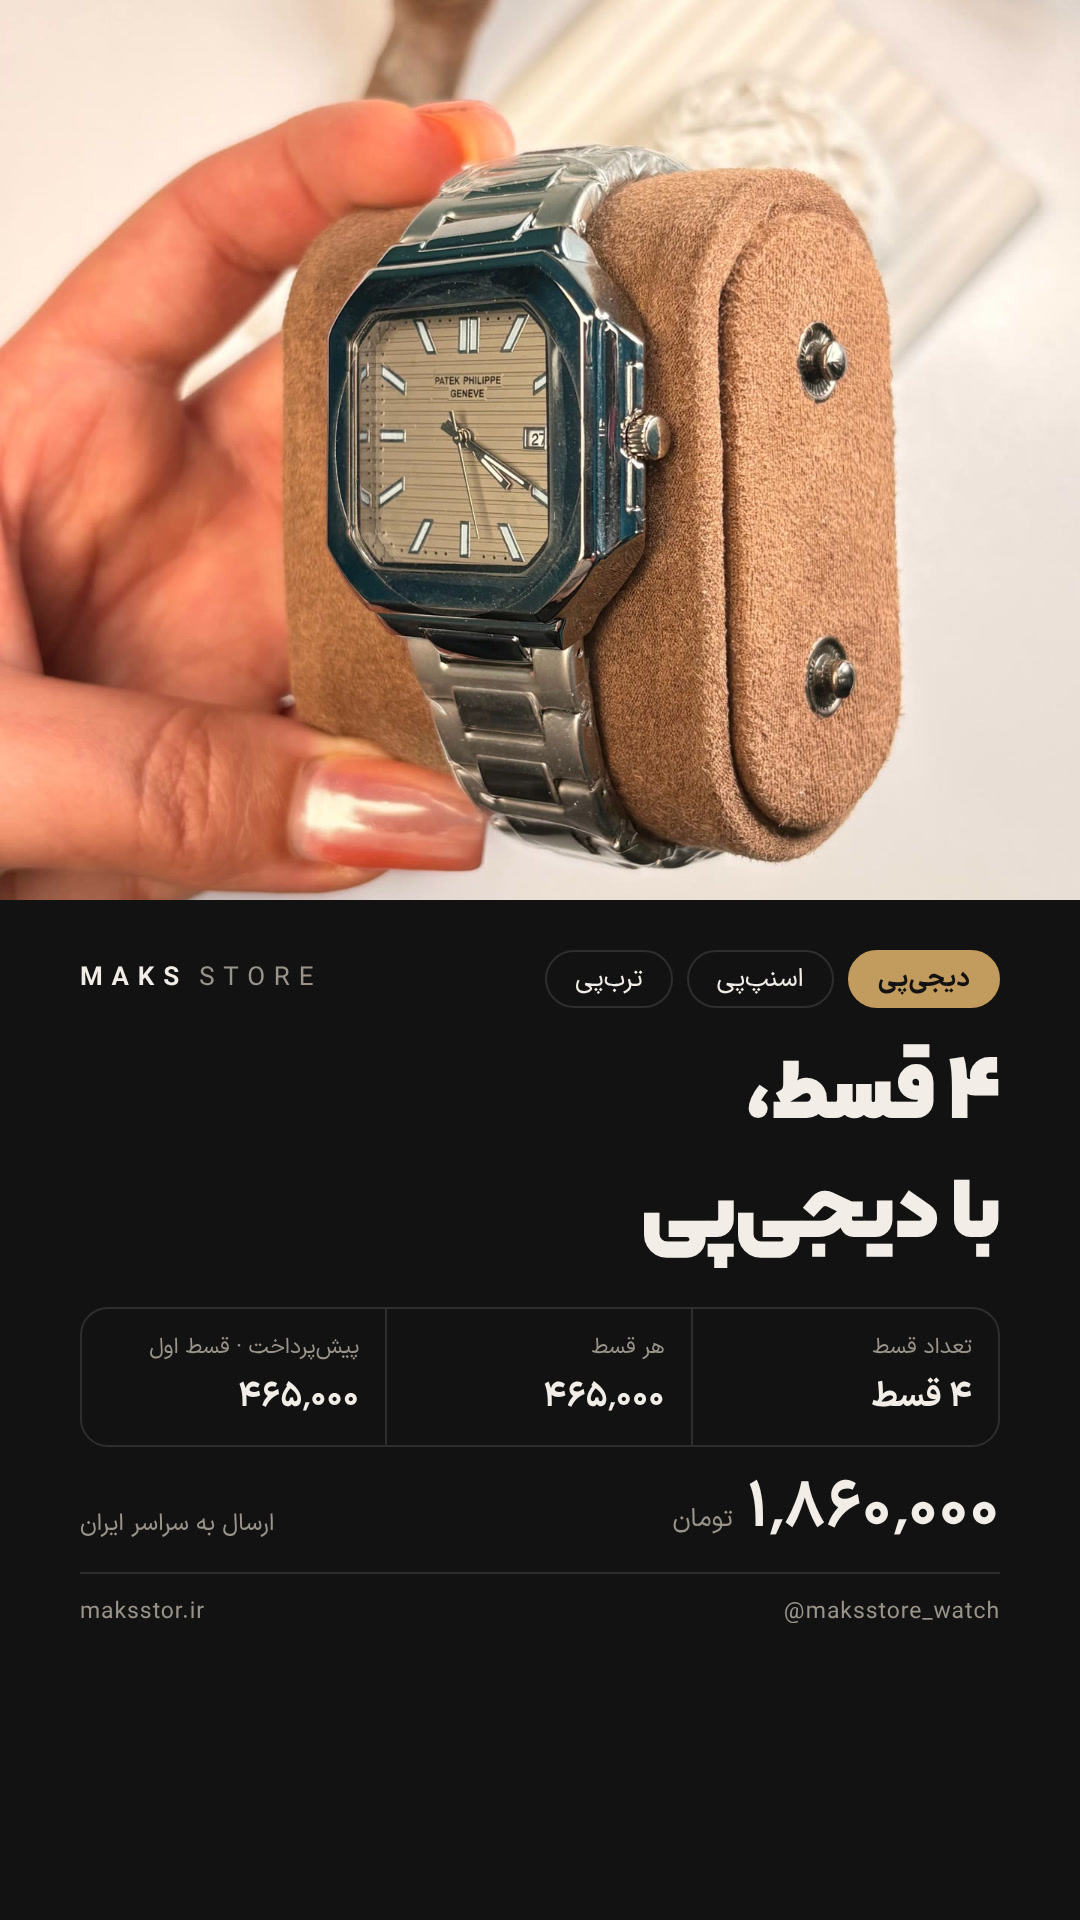 PATEK PHILIPPE
GENEVE
27
MAKS STORE
دیجی‌پی
اسنپ‌پی
ترب‌پی
۴ قسط،
با دیجی‌پی
تعداد قسط
۴ قسط
هر قسط
۴۶۵,۰۰۰
پیش‌پرداخت · قسط اول
۴۶۵,۰۰۰
۱,۸۶۰,۰۰۰ تومان
ارسال به سراسر ایران
@maksstore_watch
maksstor.ir